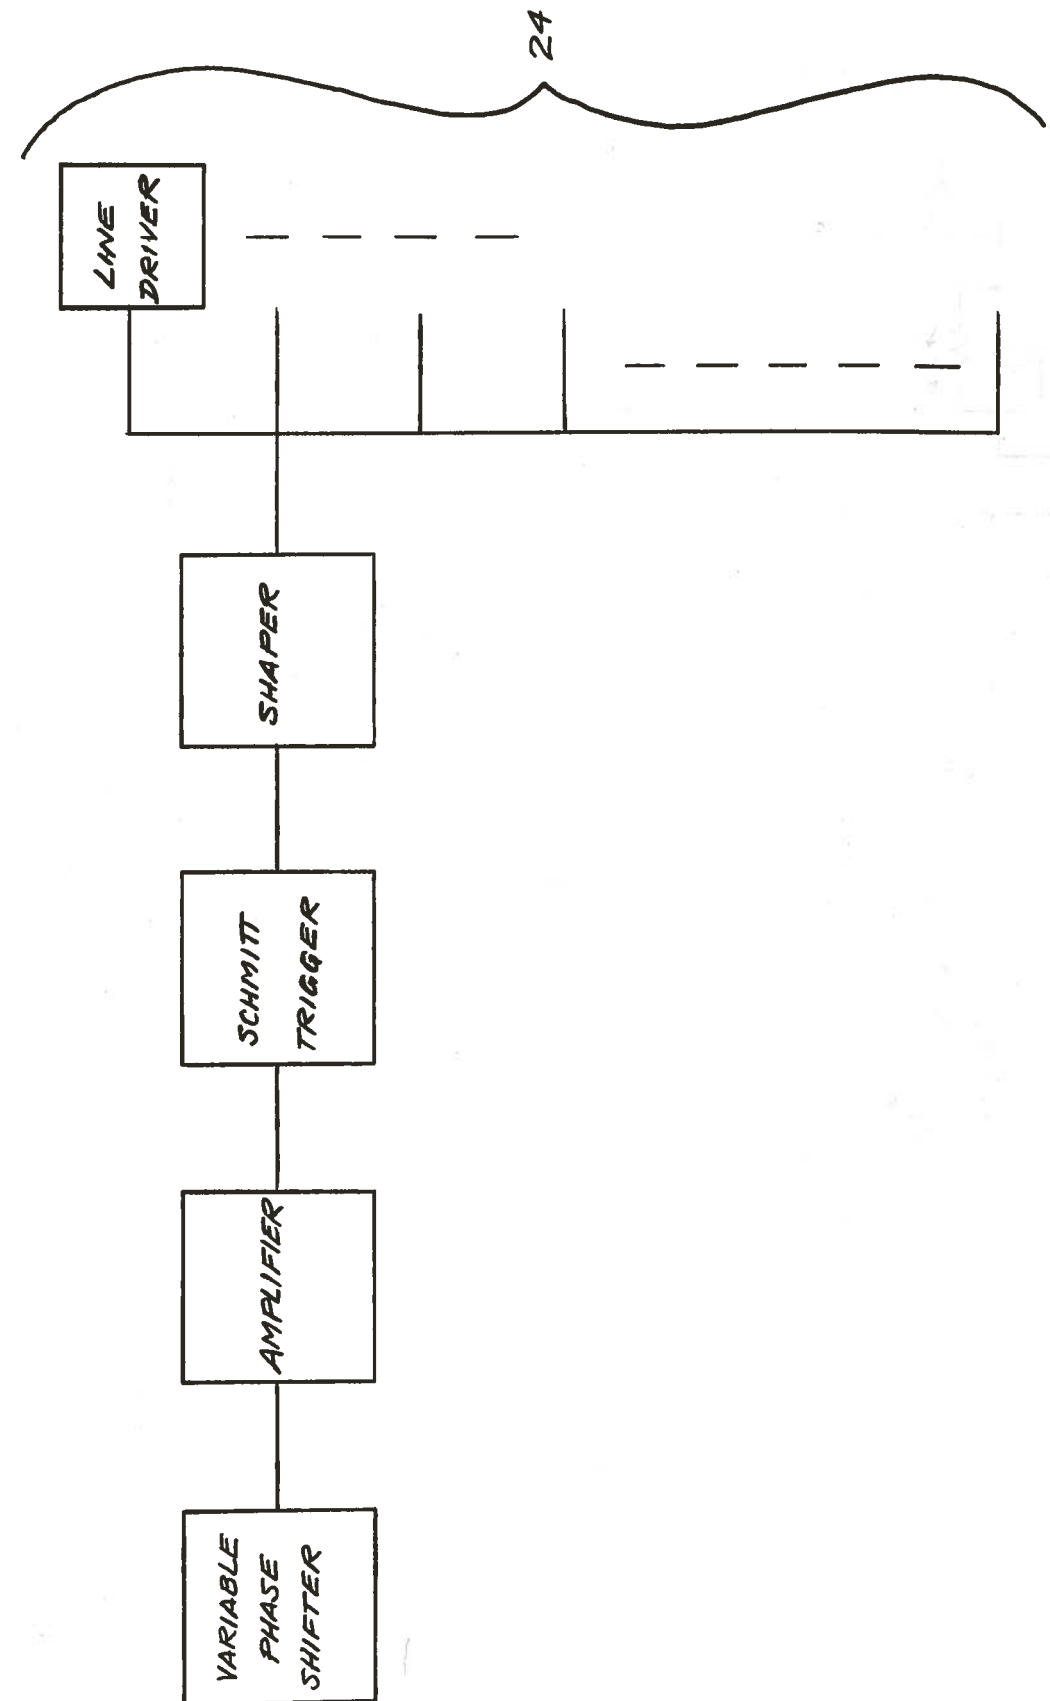 VARIABLE
PHASE
SHIFTER
AMPLIFIER
SCHMITT
TRIGGER
SHAPER
LINE
DRIVER
24